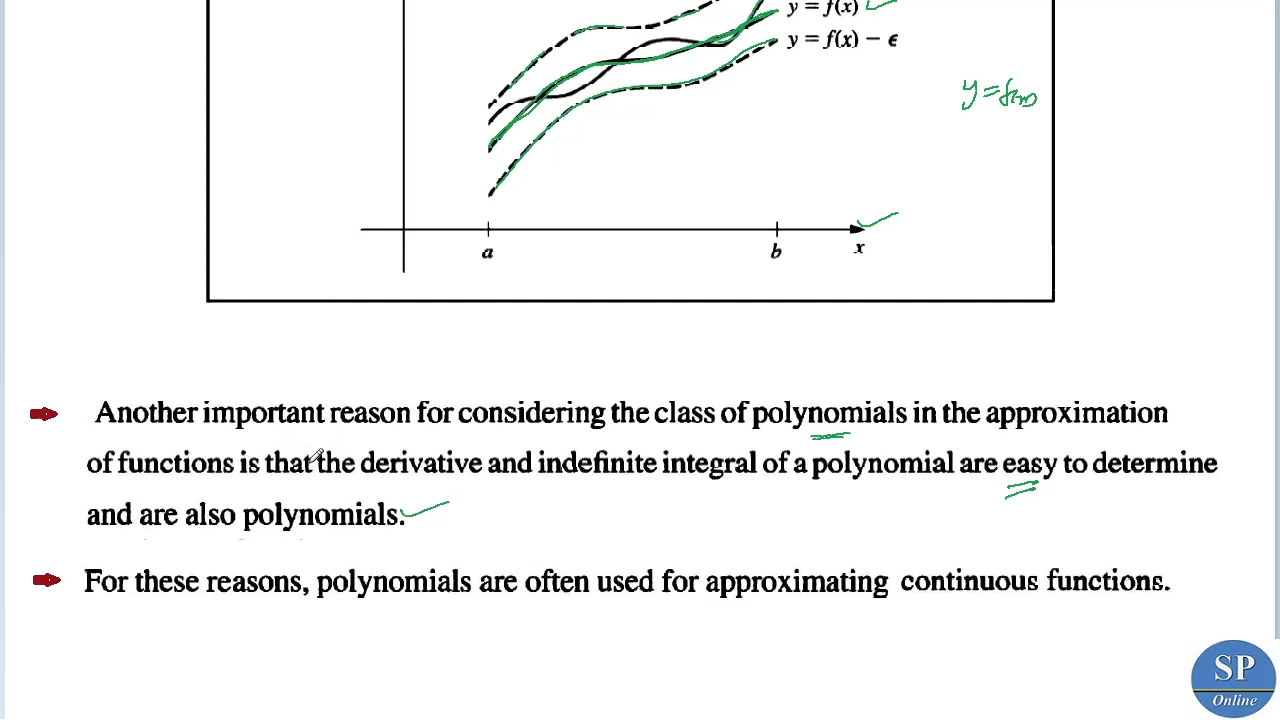 y = f(x)
y = f(x) − ϵ
y = f(x)
a
b
x
Another important reason for considering the class of polynomials in the approximation
of functions is that the derivative and indefinite integral of a polynomial are easy to determine
and are also polynomials.
For these reasons, polynomials are often used for approximating continuous functions.
SP
Online